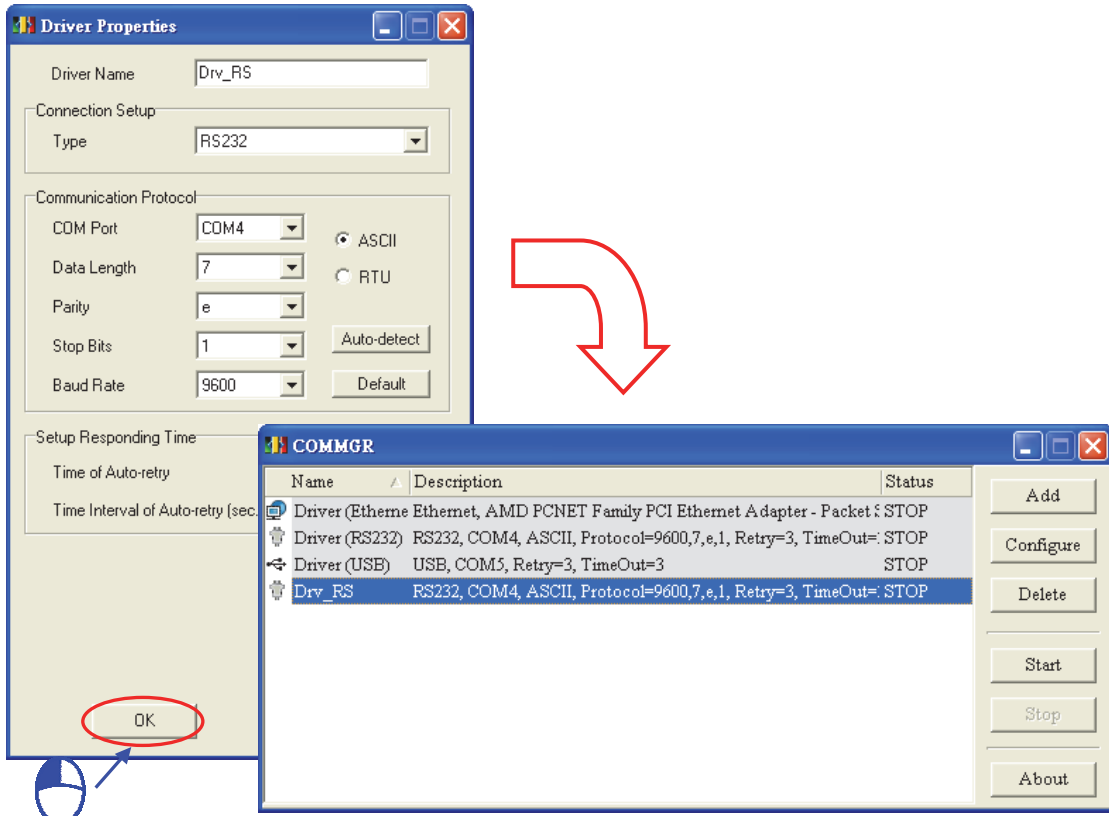 Driver Properties
Driver Name Drv_RS
Connection Setup
Type RS232
Communication Protocol
COM Port COM4
ASCII
Data Length 7
RTU
Parity e
Stop Bits 1 Auto-detect
Baud Rate 9600 Default
Setup Responding Time
Time of Auto-retry
Time Interval of Auto-retry (sec.
OK
COMMGR
Name Description Status
Driver (Etherne Ethernet, AMD PCNET Family PCI Ethernet Adapter - Packet STOP
Driver (RS232) RS232, COM4, ASCII, Protocol=9600,7,e,1, Retry=3, TimeOut= STOP
Driver (USB) USB, COM5, Retry=3, TimeOut=3 STOP
Drv_RS RS232, COM4, ASCII, Protocol=9600,7,e,1, Retry=3, TimeOut= STOP
Add
Configure
Delete
Start
Stop
About